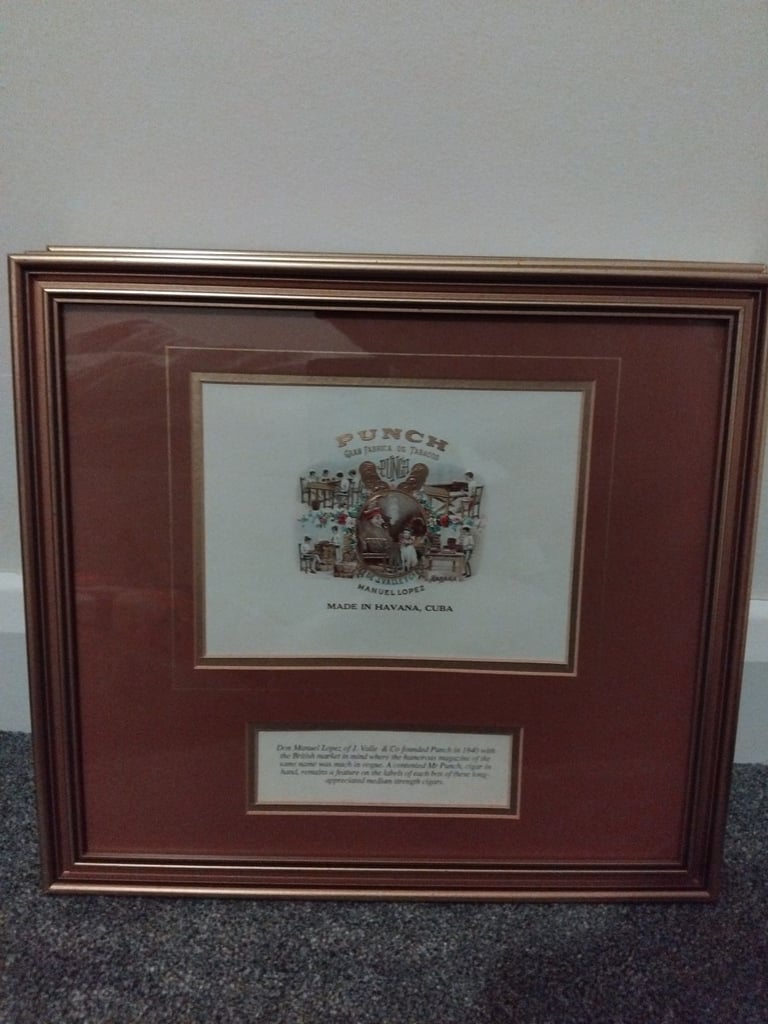 PUNCH
GRAN FABRICA DE TABACOS
PUNCH
MANUEL LOPEZ
MADE IN HAVANA, CUBA
Don Manuel Lopez of J. Valle & Co founded Punch in 1840 with
the British market in mind where the humorous magazine of the
same name was much in vogue. A contented Mr Punch, cigar in
hand, remains a feature on the labels of each box of these long-
appreciated medium strength cigars.